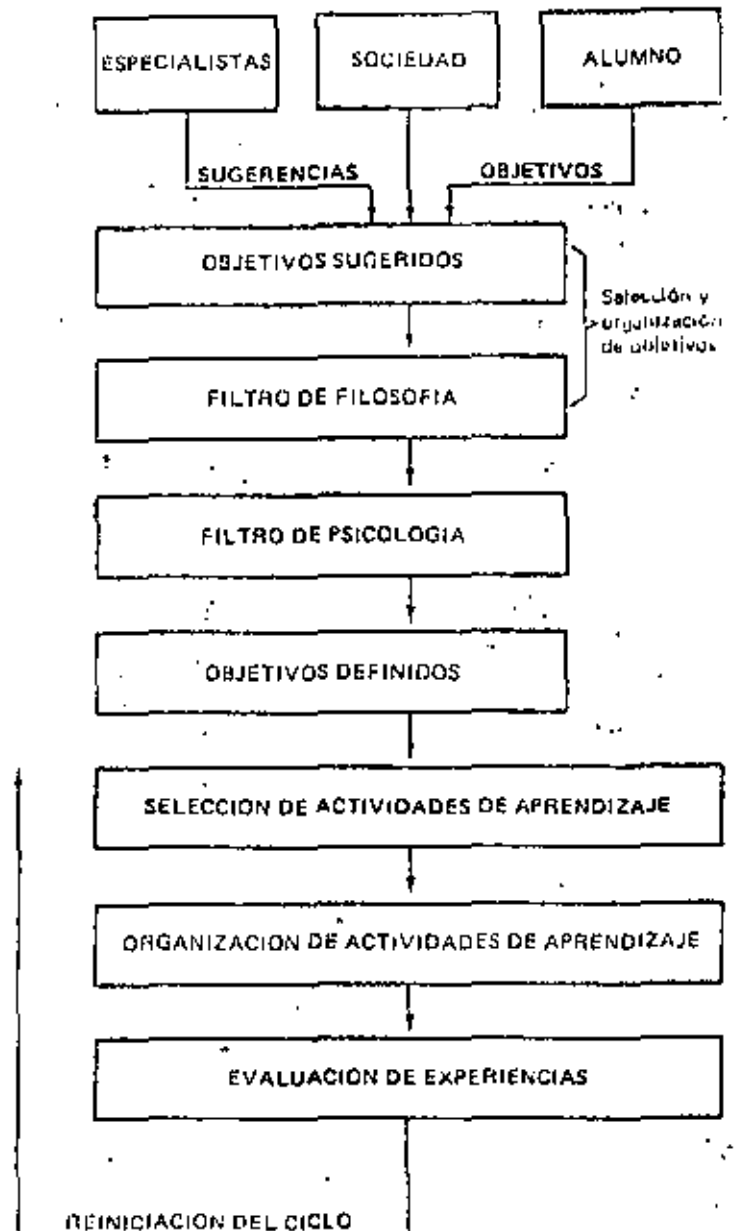 ESPECIALISTAS
SOCIEDAD
ALUMNO
SUGERENCIAS
OBJETIVOS
OBJETIVOS SUGERIDOS
Selección y
organización
de objetivos
FILTRO DE FILOSOFIA
FILTRO DE PSICOLOGIA
OBJETIVOS DEFINIDOS
SELECCION DE ACTIVIDADES DE APRENDIZAJE
ORGANIZACION DE ACTIVIDADES DE APRENDIZAJE
EVALUACION DE EXPERIENCIAS
REINICIACION DEL CICLO